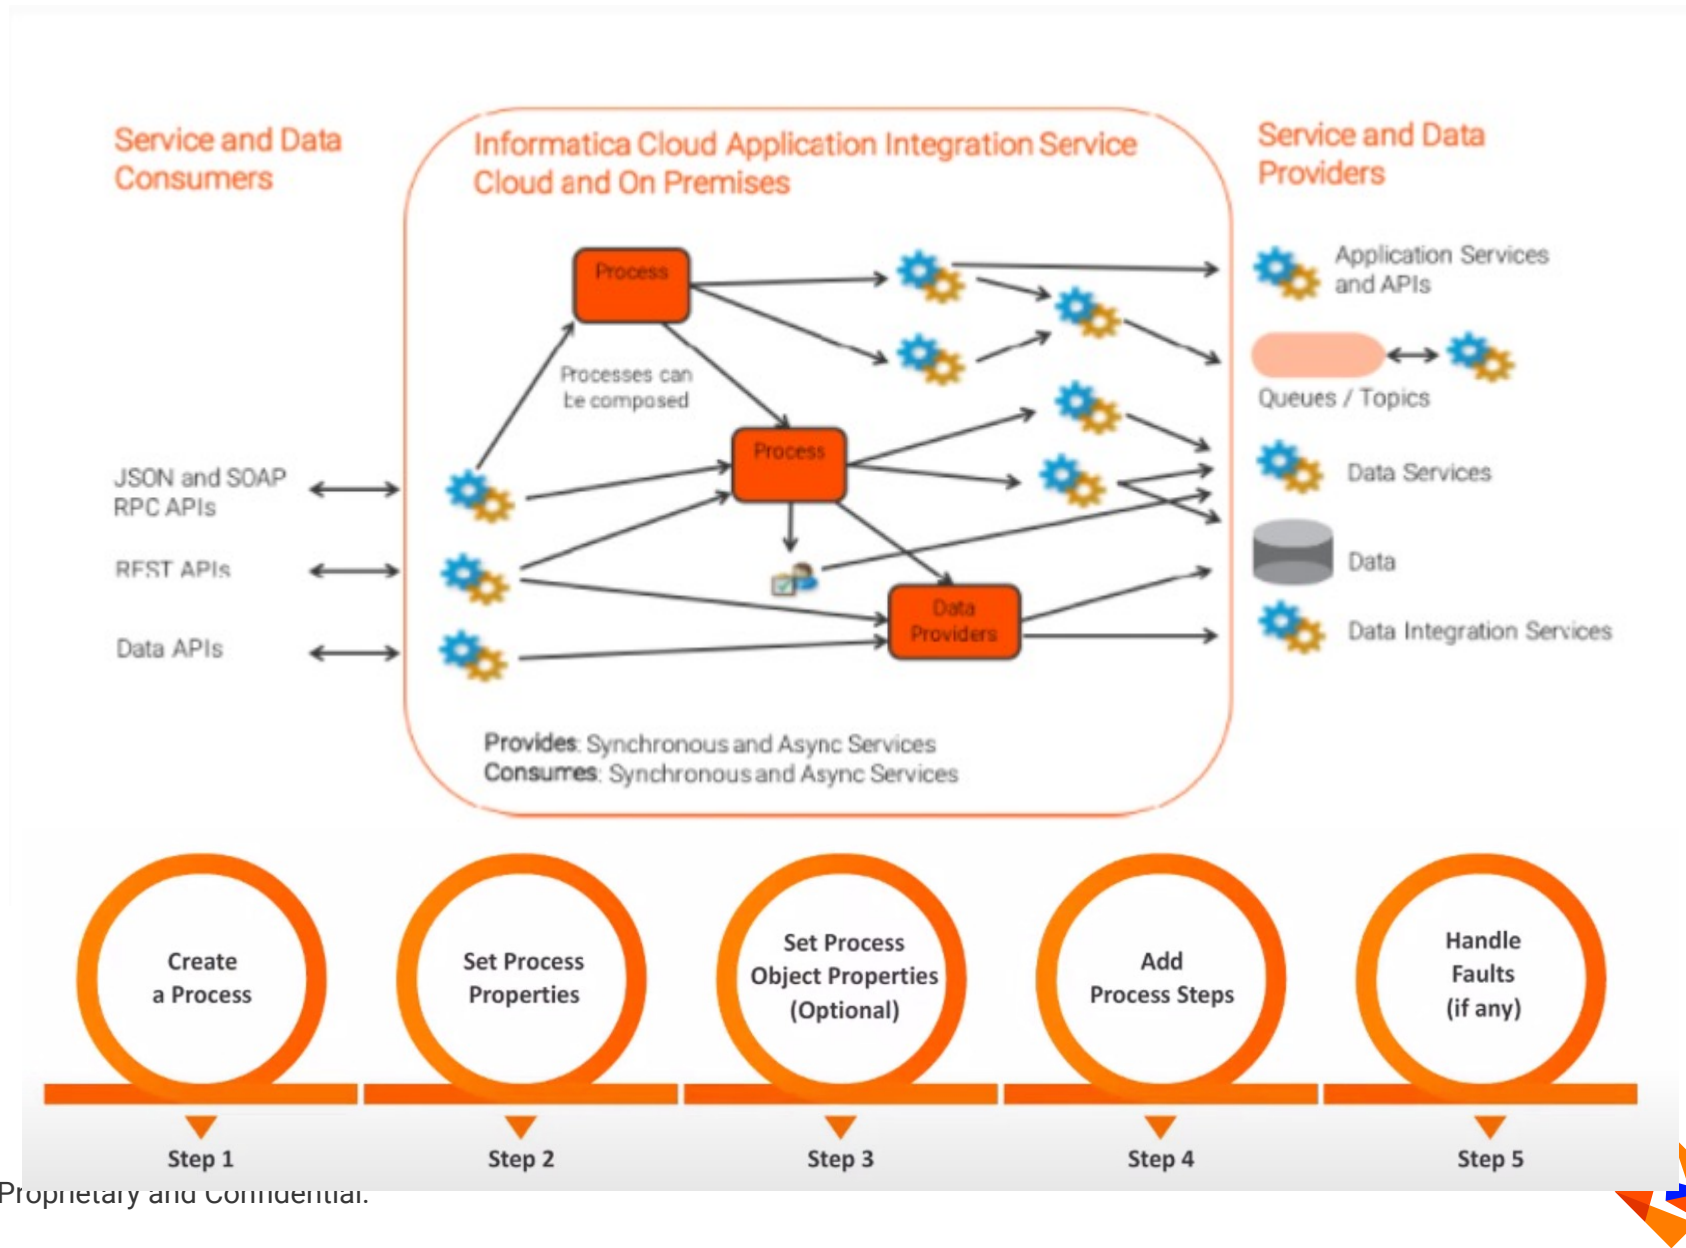 Service and Data
Consumers
Informatica Cloud Application Integration Service
Cloud and On Premises
Service and Data
Providers
Process
Application Services
and APIs
Processes can
be composed
Queues / Topics
Process
JSON and SOAP
RPC APIs
Data Services
REST APIs
Data
Data
Providers
Data Integration Services
Data APIs
Provides: Synchronous and Async Services
Consumes: Synchronous and Async Services
Create
a Process
Set Process
Properties
Set Process
Object Properties
(Optional)
Add
Process Steps
Handle
Faults
(if any)
Step 1
Step 2
Step 3
Step 4
Step 5
Proprietary and Confidential.